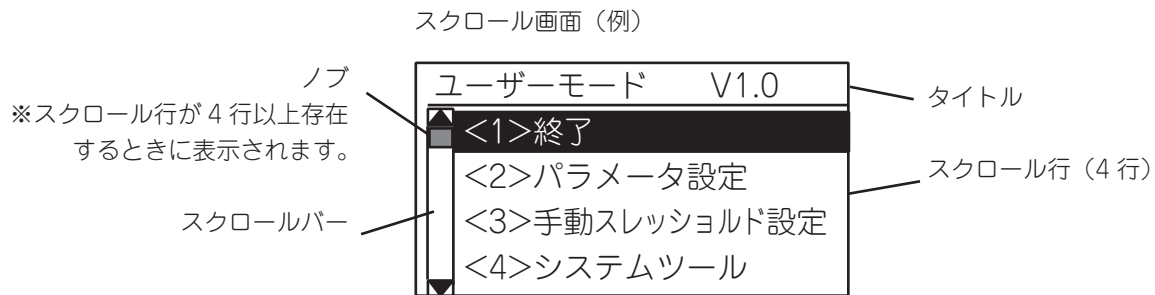 スクロール画面（例）
ノブ
※スクロール行が 4 行以上存在
するときに表示されます。
スクロールバー
ユーザーモード V1.0
<1>終了
<2>パラメータ設定
<3>手動スレッショルド設定
<4>システムツール
タイトル
スクロール行（4 行）